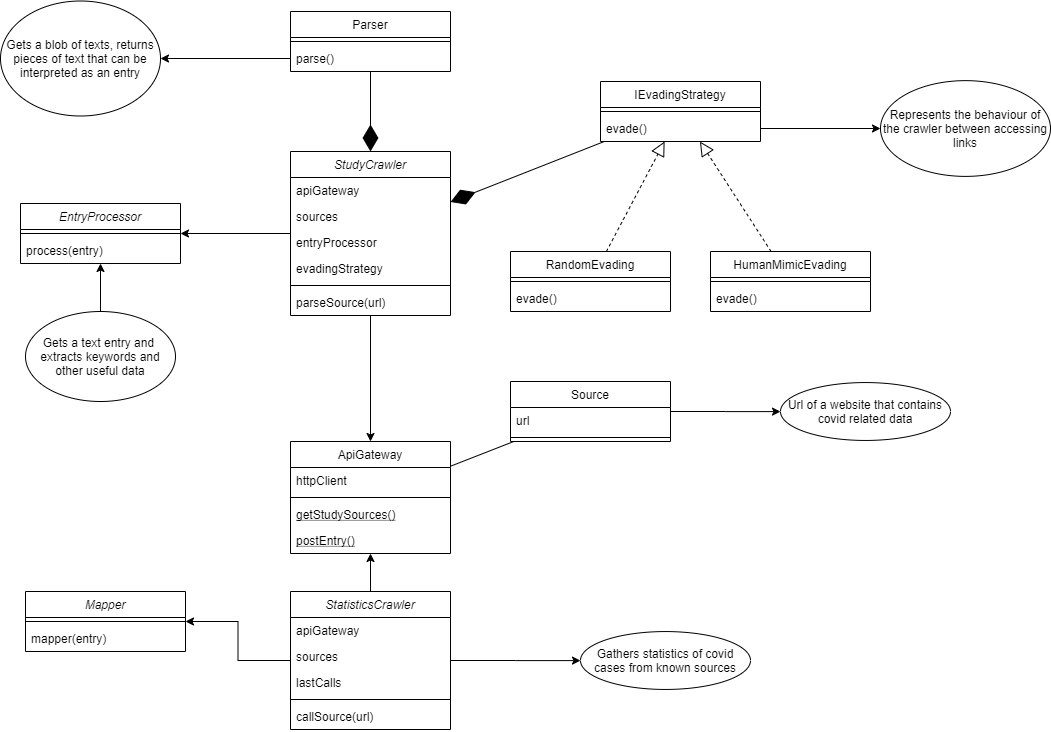 Parser
parse()
Gets a blob of texts, returns
pieces of text that can be
interpreted as an entry
IEvadingStrategy
evade()
Represents the behaviour of
the crawler between accessing
links
StudyCrawler
apiGateway
sources
entryProcessor
evadingStrategy
parseSource(url)
EntryProcessor
process(entry)
Gets a text entry and
extracts keywords and
other useful data
RandomEvading
evade()
HumanMimicEvading
evade()
Source
url
Url of a website that contains
covid related data
ApiGateway
httpClient
getStudySources()
postEntry()
Mapper
mapper(entry)
StatisticsCrawler
apiGateway
sources
lastCalls
callSource(url)
Gathers statistics of covid
cases from known sources